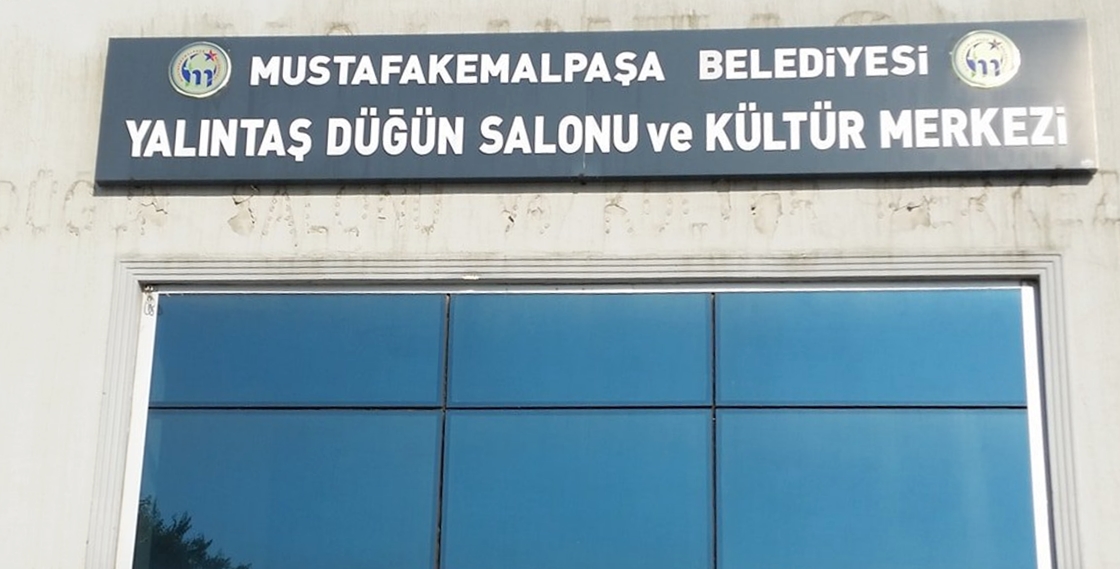 MUSTAFAKEMALPAŞA BELEDİYESİ
YALINTAŞ DÜĞÜN SALONU ve KÜLTÜR MERKEZİ